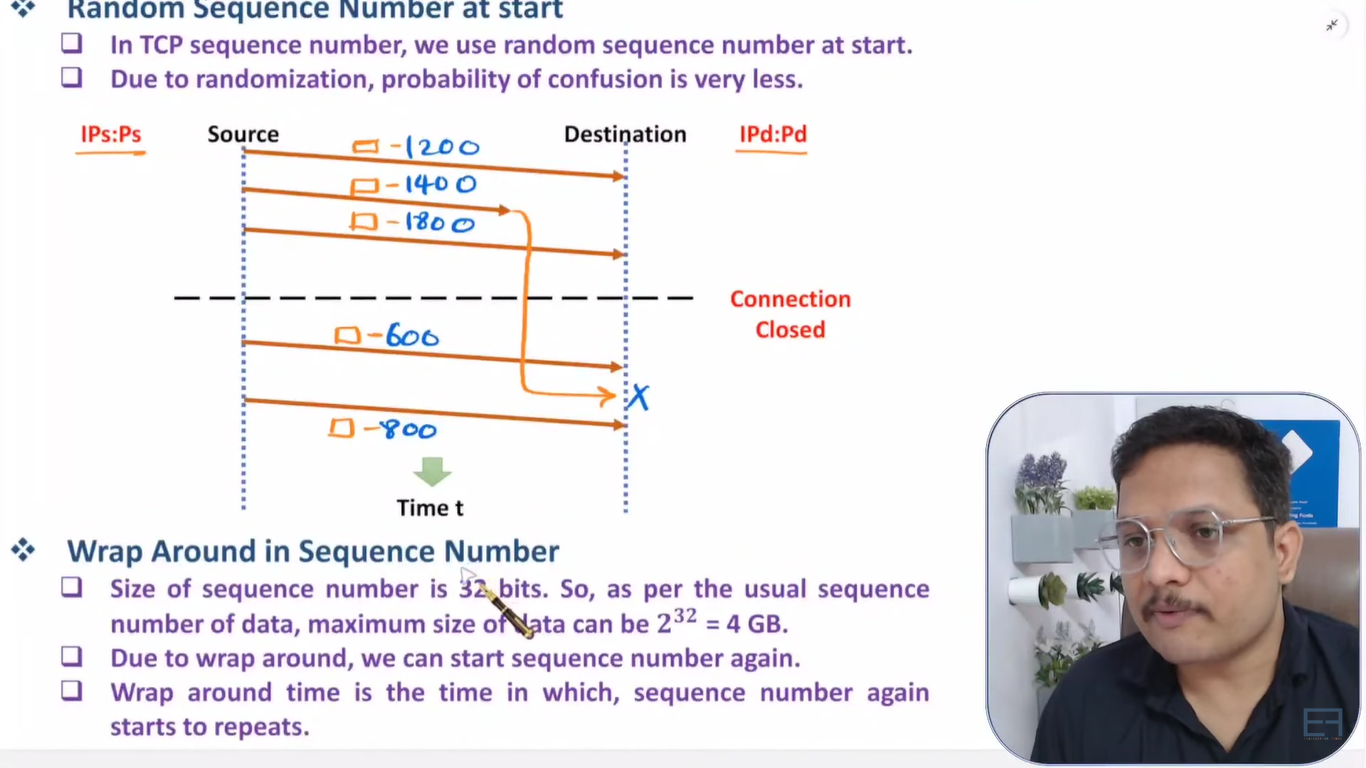 Random Sequence Number at start
In TCP sequence number, we use random sequence number at start.
Due to randomization, probability of confusion is very less.
IPs:Ps Source Destination IPd:Pd
-1200
-1400
-1800
Connection
Closed
-600
X
-800
Time t
Wrap Around in Sequence Number
Size of sequence number is 32 bits. So, as per the usual sequence
number of data, maximum size of data can be 2³² = 4 GB.
Due to wrap around, we can start sequence number again.
Wrap around time is the time in which, sequence number again
starts to repeats.